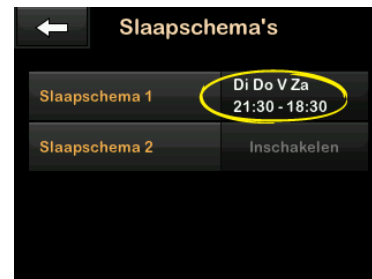 Slaapschema's
Slaapschema 1
Di Do V Za
21:30 - 18:30
Slaapschema 2
Inschakelen